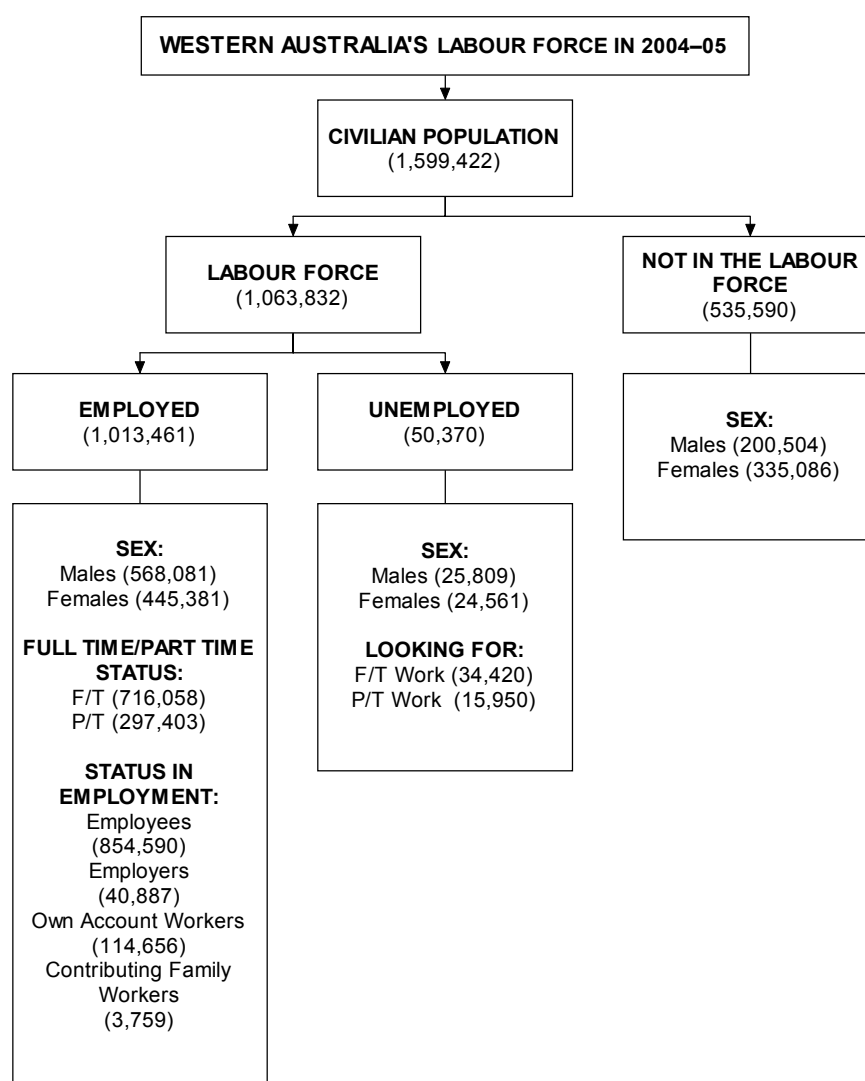 WESTERN AUSTRALIA'S LABOUR FORCE IN 2004–05
CIVILIAN POPULATION
(1,599,422)
LABOUR FORCE
(1,063,832)
NOT IN THE LABOUR
FORCE
(535,590)
EMPLOYED
(1,013,461)
UNEMPLOYED
(50,370)
SEX:
Males (200,504)
Females (335,086)
SEX:
Males (568,081)
Females (445,381)
FULL TIME/PART TIME
STATUS:
F/T (716,058)
P/T (297,403)
STATUS IN
EMPLOYMENT:
Employees
(854,590)
Employers
(40,887)
Own Account Workers
(114,656)
Contributing Family
Workers
(3,759)
SEX:
Males (25,809)
Females (24,561)
LOOKING FOR:
F/T Work (34,420)
P/T Work (15,950)